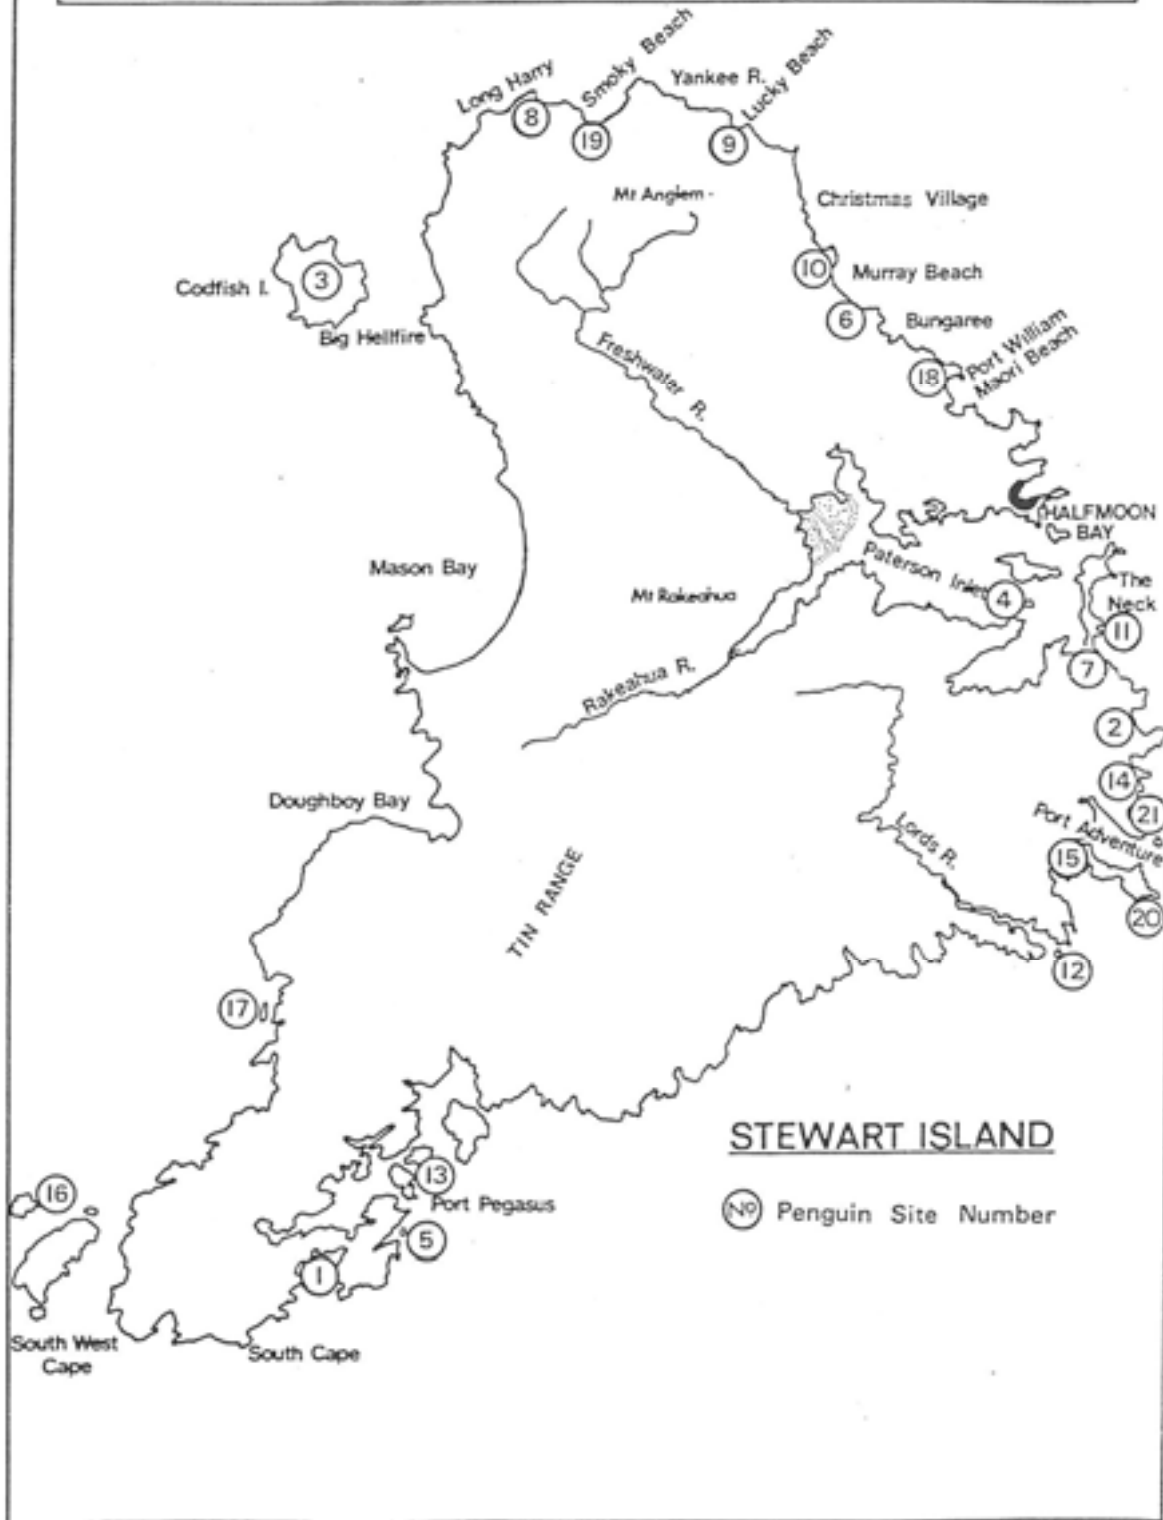 Long Harry
Smoky Beach
Yankee R.
Lucky Beach
8
19
9
Mt Anglem
Christmas Village
Codfish I.
3
10
Murray Beach
Big Hellfire
6
Bungaree
Freshwater R.
18
Port William
Maori Beach
HALFMOON
BAY
Mason Bay
Paterson Inlet
Mt Rakeahua
4
The
Neck
11
7
Rakeahua R.
2
14
Doughboy Bay
21
Port Adventure
Lords R.
15
TIN RANGE
20
12
17
STEWART ISLAND
16
13
Port Pegasus
No Penguin Site Number
5
1
South West
Cape
South Cape